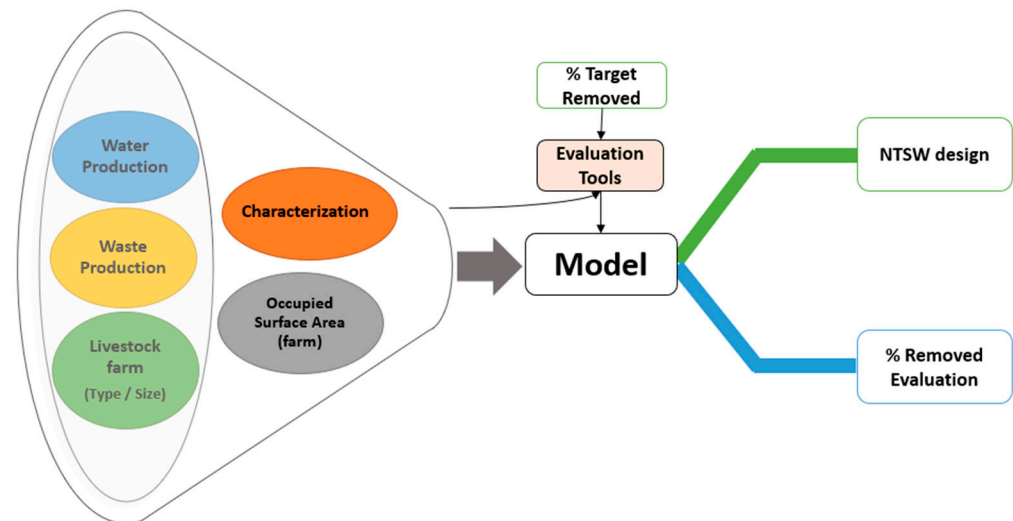 Water
Production
Waste
Production
Livestock
farm
(Type / Size)
Characterization
Occupied
Surface Area
(farm)
% Target
Removed
Evaluation
Tools
Model
NTSW design
% Removed
Evaluation